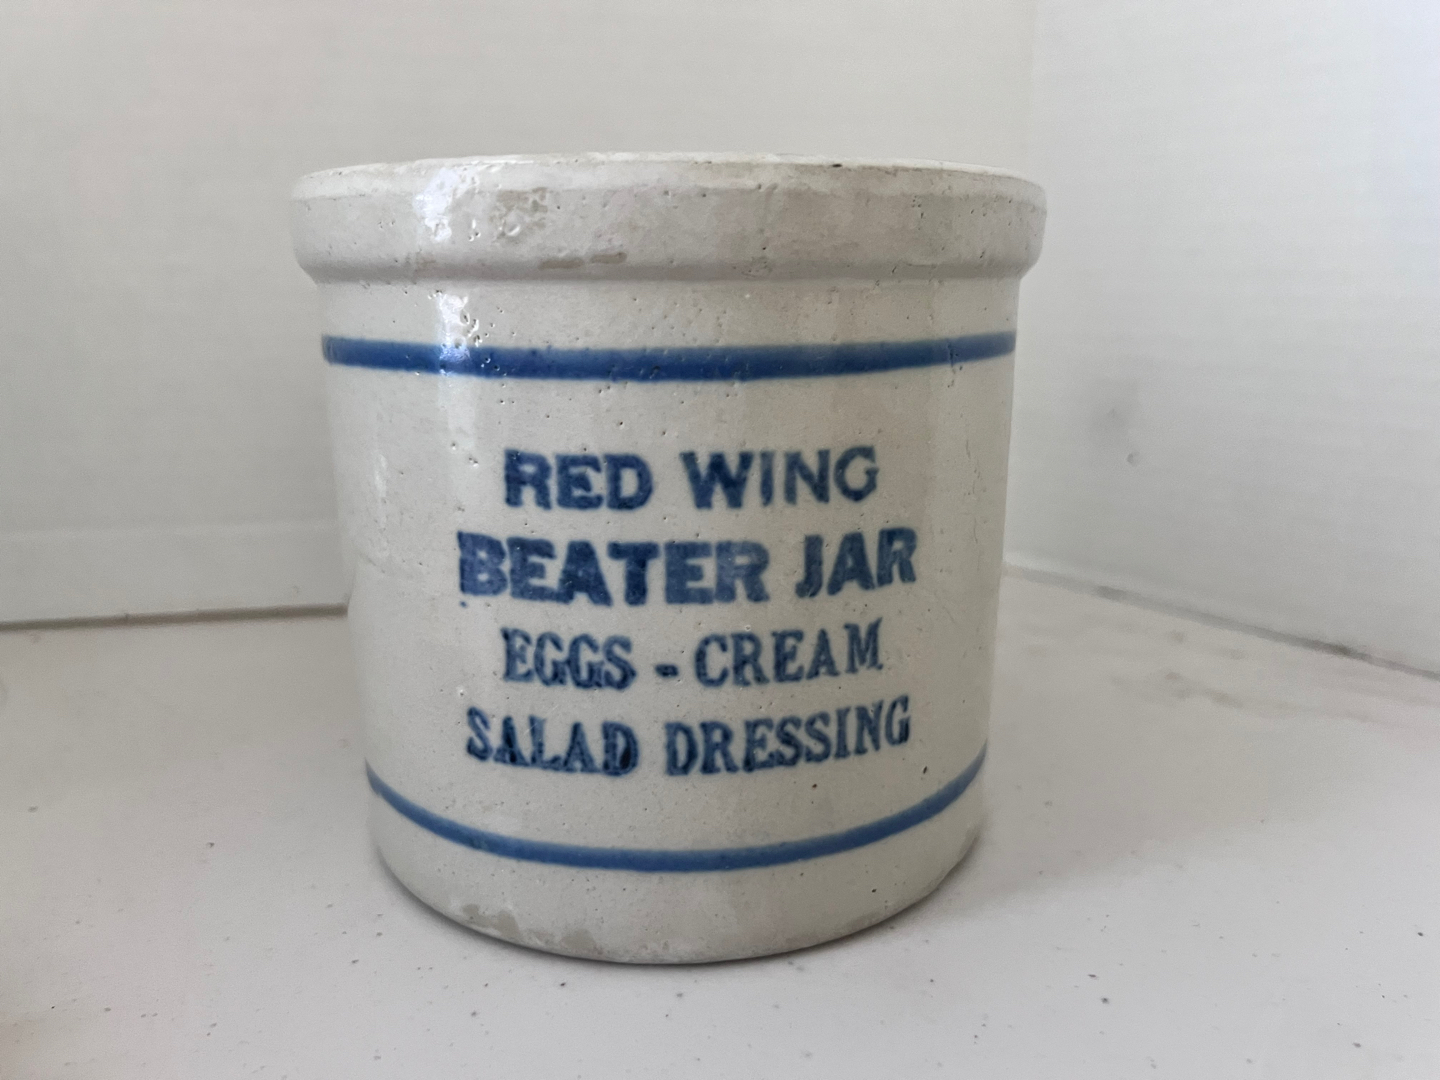 RED WING
BEATER JAR
EGGS - CREAM
SALAD DRESSING